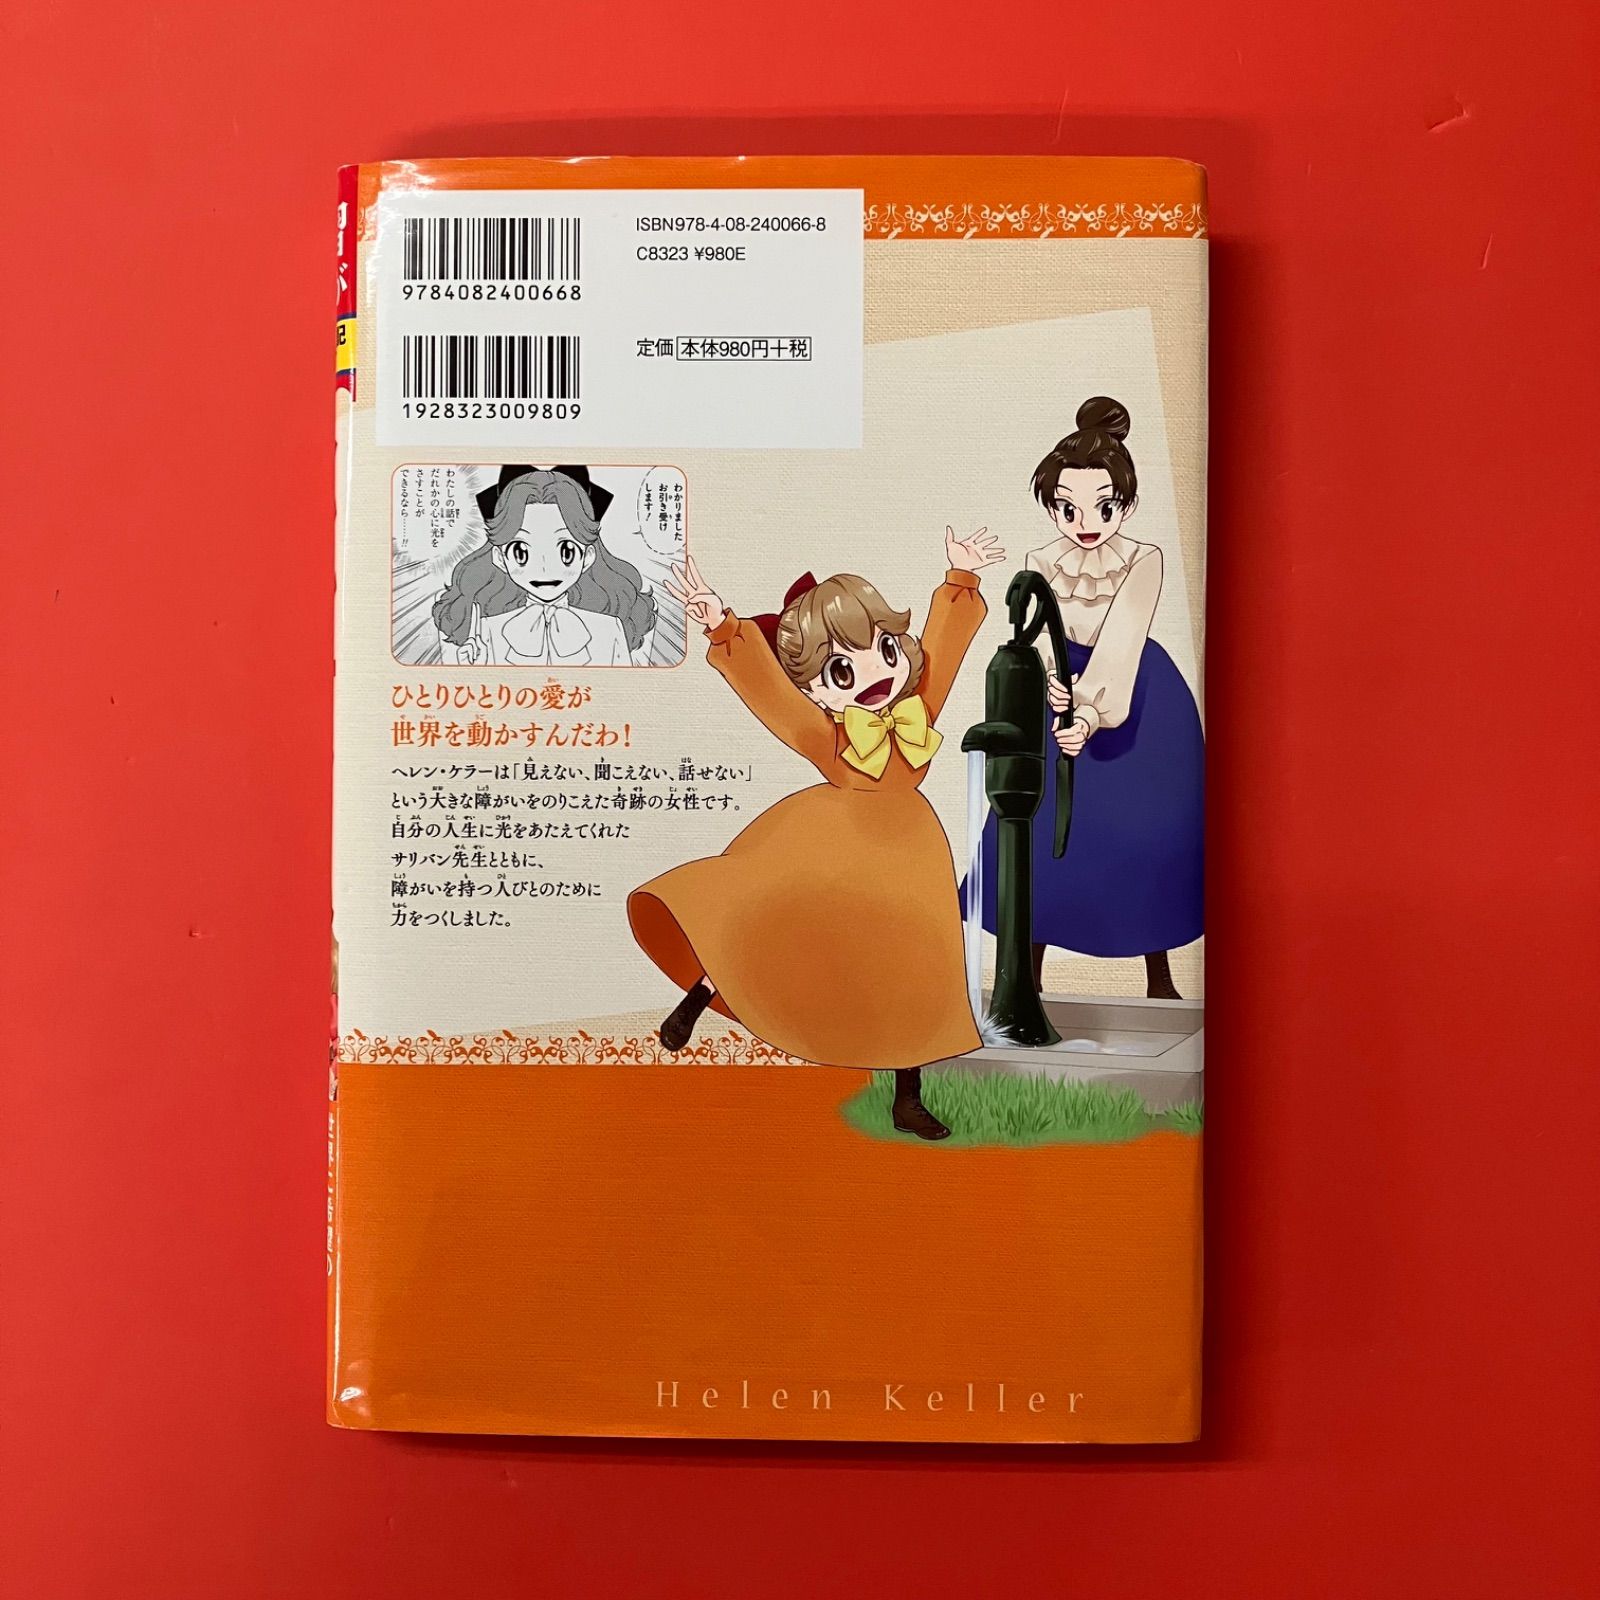 ISBN978-4-08-240066-8
C8323 ¥980E
9784082400668
定価 本体980円+税
1928323009809
わかりました
お引き受け
します!
わたしの話で
だれかの心に光を
さすことが
できるなら……!!
ひとりひとりの愛が
世界を動かすんだわ!
ヘレン・ケラーは「見えない、聞こえない、話せない」
という大きな障がいをのりこえた奇跡の女性です。
自分の人生に光をあたえてくれた
サリバン先生とともに、
障がいを持つ人びとのために
力をつくしました。
Helen Keller